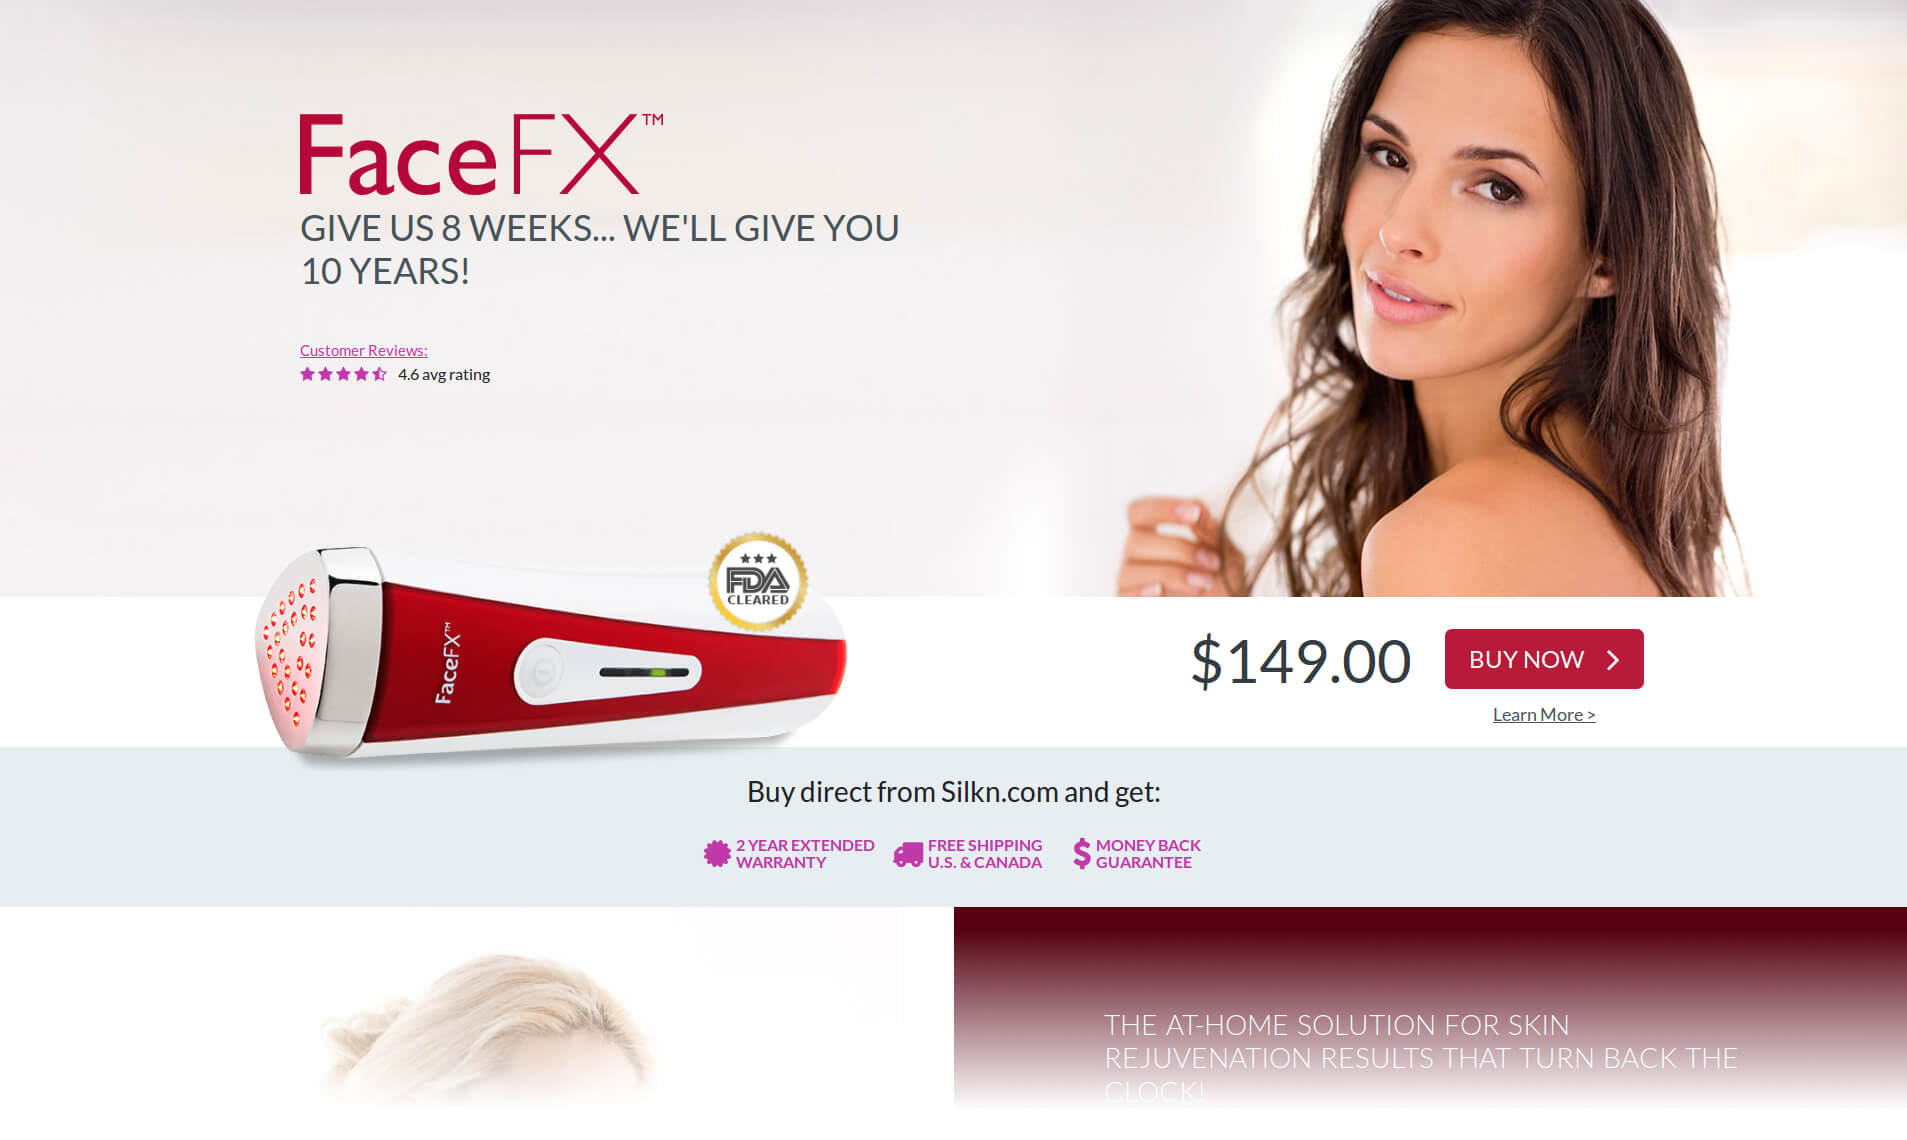 FaceFX™
GIVE US 8 WEEKS... WE'LL GIVE YOU
10 YEARS!
Customer Reviews:
4.6 avg rating
FDA
CLEARED
FaceFX™
$149.00
BUY NOW
Learn More >
Buy direct from Silkn.com and get:
2 YEAR EXTENDED
WARRANTY
FREE SHIPPING
U.S. & CANADA
MONEY BACK
GUARANTEE
THE AT-HOME SOLUTION FOR SKIN
REJUVENATION RESULTS THAT TURN BACK THE
CLOCK!